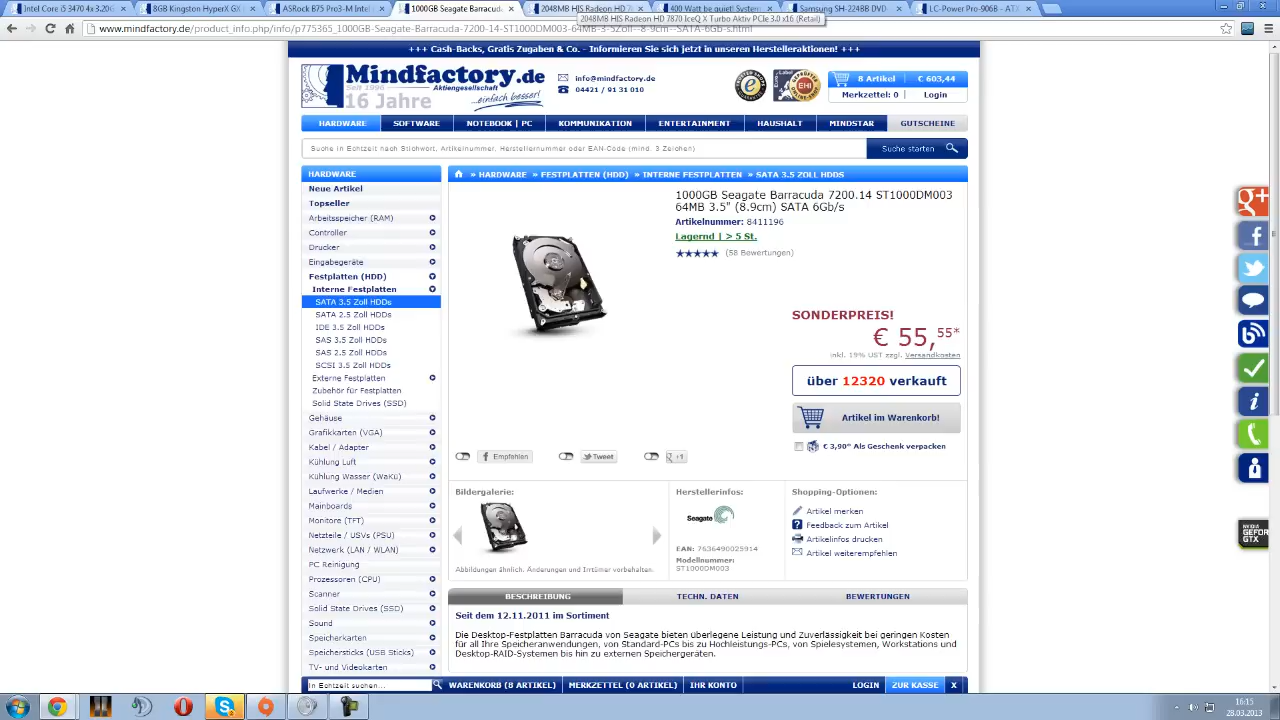 Intel Core i5 3470 4x 3.20G
8GB Kingston HyperX GEN
ASRock B75 Pro3-M Intel
1000GB Seagate Barracuda
2048MB HIS Radeon HD 78
400 Watt be quiet! System
Samsung SH-224BB DVD-
LC-Power Pro-906B - ATX
2048MB HIS Radeon HD 7870 IceQ X Turbo Aktiv PCIe 3.0 x16 (Retail)
www.mindfactory.de/product_info.php/info/p775365_1000GB-Seagate-Barracuda-7200-14-ST1000DM003-64MB-3-5Zoll--8-9cm--SATA-6Gb-s.html
+++ Cash-Backs, Gratis Zugaben & Co. - Informieren Sie sich jetzt in unseren Herstelleraktionen! +++
Mindfactory.de
Seit 1996 Aktiengesellschaft
16 Jahre ...einfach besser!
info@mindfactory.de
04421 / 91 31 010
EHI
8 Artikel | € 603,44
Merkzettel: 0 | Login
HARDWARE SOFTWARE NOTEBOOK | PC KOMMUNIKATION ENTERTAINMENT HAUSHALT MINDSTAR GUTSCHEINE
Suche in Echtzeit nach Stichwort, Artikelnummer, Herstellernummer oder EAN-Code (mind. 3 Zeichen)
Suche starten
HARDWARE
Neue Artikel
Topseller
Arbeitsspeicher (RAM)
Controller
Drucker
Eingabegeräte
Festplatten (HDD)
Interne Festplatten
SATA 3.5 Zoll HDDs
SATA 2.5 Zoll HDDs
IDE 3.5 Zoll HDDs
SAS 3.5 Zoll HDDs
SAS 2.5 Zoll HDDs
SCSI 3.5 Zoll HDDs
Externe Festplatten
Zubehör für Festplatten
Solid State Drives (SSD)
Gehäuse
Grafikkarten (VGA)
Kabel / Adapter
Kühlung Luft
Kühlung Wasser (WaKü)
Laufwerke / Medien
Mainboards
Monitore (TFT)
Netzteile / USVs (PSU)
Netzwerk (LAN / WLAN)
PC Reinigung
Prozessoren (CPU)
Scanner
Solid State Drives (SSD)
Sound
Speicherkarten
Speichersticks (USB Sticks)
TV- und Videokarten
» HARDWARE » FESTPLATTEN (HDD) » INTERNE FESTPLATTEN » SATA 3.5 ZOLL HDDS
1000GB Seagate Barracuda 7200.14 ST1000DM003
64MB 3.5" (8.9cm) SATA 6Gb/s
Artikelnummer: 8411196
Lagernd | > 5 St.
(58 Bewertungen)
SONDERPREIS!
€ 55,55*
inkl. 19% UST zzgl. Versandkosten
über 12320 verkauft
Artikel im Warenkorb!
€ 3,90* Als Geschenk verpacken
Empfehlen
Tweet
+1
Bildergalerie:
Abbildungen ähnlich. Änderungen und Irrtümer vorbehalten.
Herstellerinfos:
Seagate
EAN: 7636490025914
Modellnummer:
ST1000DM003
Shopping-Optionen:
Artikel merken
Feedback zum Artikel
Artikelinfos drucken
Artikel weiterempfehlen
BESCHREIBUNG TECHN. DATEN BEWERTUNGEN
Seit dem 12.11.2011 im Sortiment
Die Desktop-Festplatten Barracuda von Seagate bieten überlegene Leistung und Zuverlässigkeit bei geringen Kosten
für all Ihre Speicheranwendungen, von Standard-PCs bis zu Hochleistungs-PCs, von Spielesystemen, Workstations und
Desktop-RAID-Systemen bis hin zu externen Speichergeräten.
In Echtzeit suchen...
WARENKORB (8 ARTIKEL) MERKZETTEL (0 ARTIKEL) IHR KONTO LOGIN ZUR KASSE X
16:15
28.03.2013